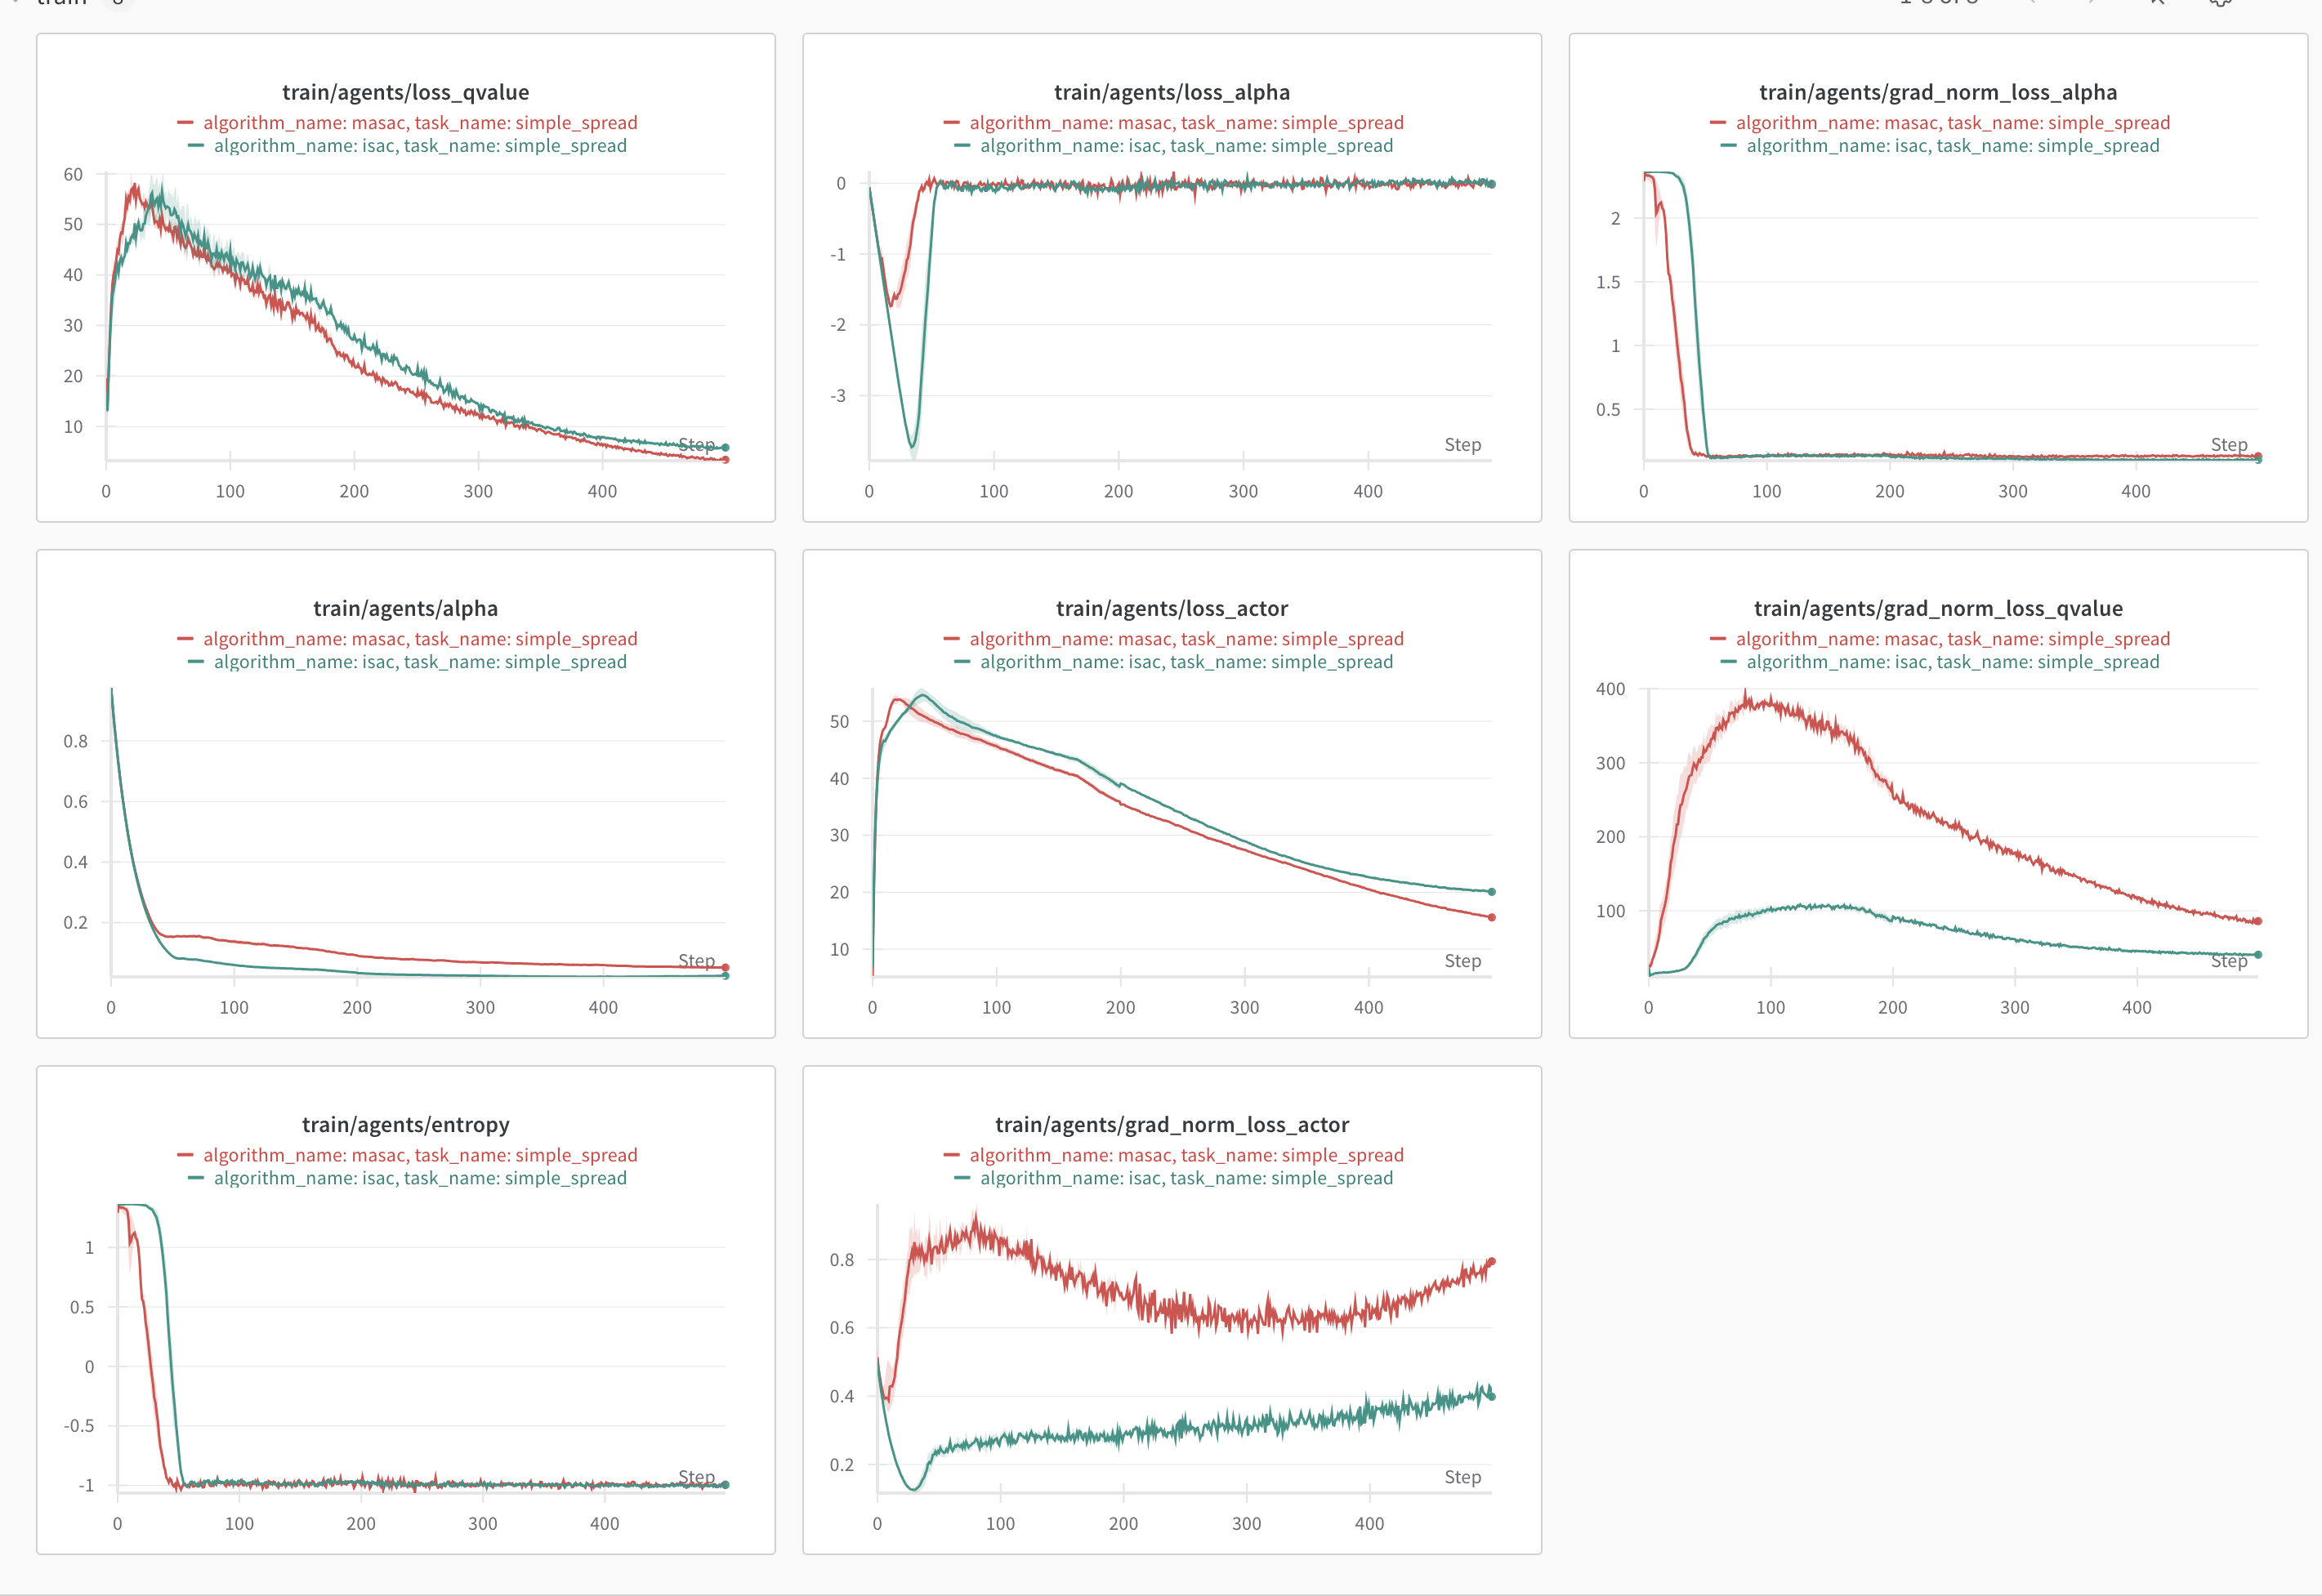 train/agents/loss_qvalue
algorithm_name: masac, task_name: simple_spread
algorithm_name: isac, task_name: simple_spread
60
50
40
30
20
10
Step
0 100 200 300 400
train/agents/loss_alpha
algorithm_name: masac, task_name: simple_spread
algorithm_name: isac, task_name: simple_spread
0
-1
-2
-3
Step
0 100 200 300 400
train/agents/grad_norm_loss_alpha
algorithm_name: masac, task_name: simple_spread
algorithm_name: isac, task_name: simple_spread
2
1.5
1
0.5
Step
0 100 200 300 400
train/agents/alpha
algorithm_name: masac, task_name: simple_spread
algorithm_name: isac, task_name: simple_spread
0.8
0.6
0.4
0.2
Step
0 100 200 300 400
train/agents/loss_actor
algorithm_name: masac, task_name: simple_spread
algorithm_name: isac, task_name: simple_spread
50
40
30
20
10
Step
0 100 200 300 400
train/agents/grad_norm_loss_qvalue
algorithm_name: masac, task_name: simple_spread
algorithm_name: isac, task_name: simple_spread
400
300
200
100
Step
0 100 200 300 400
train/agents/entropy
algorithm_name: masac, task_name: simple_spread
algorithm_name: isac, task_name: simple_spread
1
0.5
0
-0.5
-1
Step
0 100 200 300 400
train/agents/grad_norm_loss_actor
algorithm_name: masac, task_name: simple_spread
algorithm_name: isac, task_name: simple_spread
0.8
0.6
0.4
0.2
Step
0 100 200 300 400